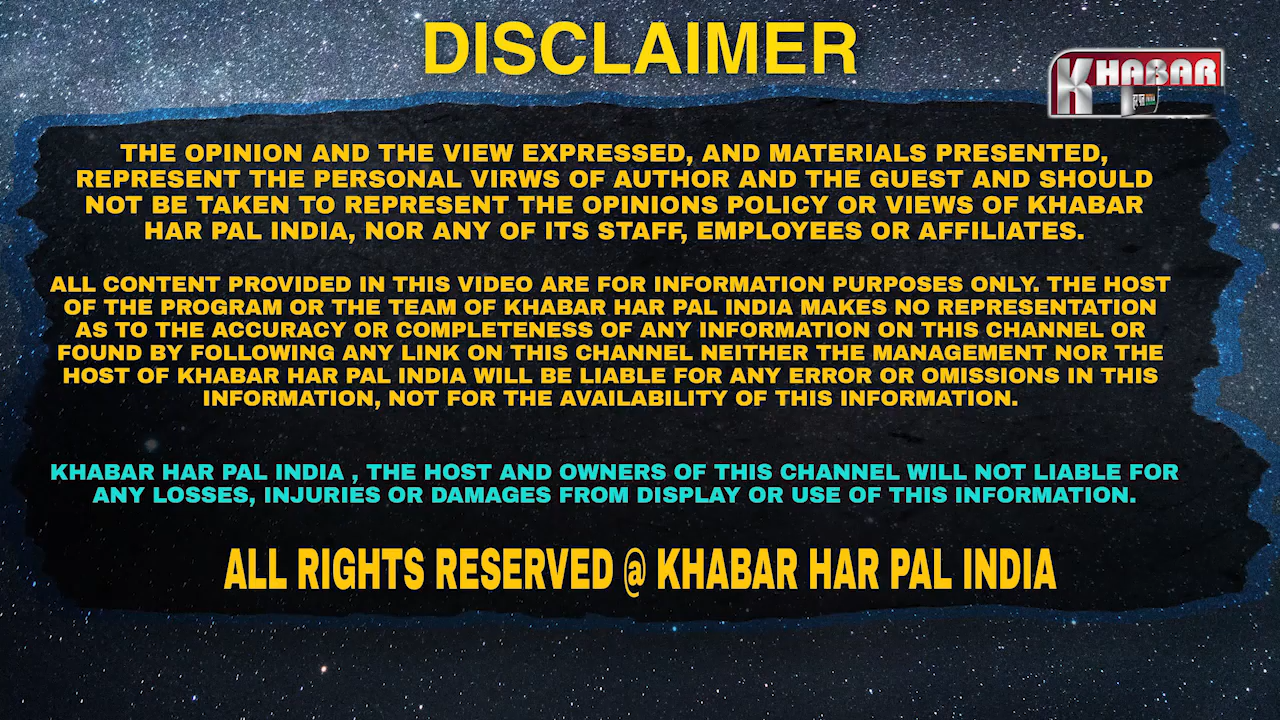 DISCLAIMER
KHABAR
THE OPINION AND THE VIEW EXPRESSED, AND MATERIALS PRESENTED,
REPRESENT THE PERSONAL VIRWS OF AUTHOR AND THE GUEST AND SHOULD
NOT BE TAKEN TO REPRESENT THE OPINIONS POLICY OR VIEWS OF KHABAR
HAR PAL INDIA, NOR ANY OF ITS STAFF, EMPLOYEES OR AFFILIATES.
ALL CONTENT PROVIDED IN THIS VIDEO ARE FOR INFORMATION PURPOSES ONLY. THE HOST
OF THE PROGRAM OR THE TEAM OF KHABAR HAR PAL INDIA MAKES NO REPRESENTATION
AS TO THE ACCURACY OR COMPLETENESS OF ANY INFORMATION ON THIS CHANNEL OR
FOUND BY FOLLOWING ANY LINK ON THIS CHANNEL NEITHER THE MANAGEMENT NOR THE
HOST OF KHABAR HAR PAL INDIA WILL BE LIABLE FOR ANY ERROR OR OMISSIONS IN THIS
INFORMATION, NOT FOR THE AVAILABILITY OF THIS INFORMATION.
KHABAR HAR PAL INDIA , THE HOST AND OWNERS OF THIS CHANNEL WILL NOT LIABLE FOR
ANY LOSSES, INJURIES OR DAMAGES FROM DISPLAY OR USE OF THIS INFORMATION.
ALL RIGHTS RESERVED @ KHABAR HAR PAL INDIA